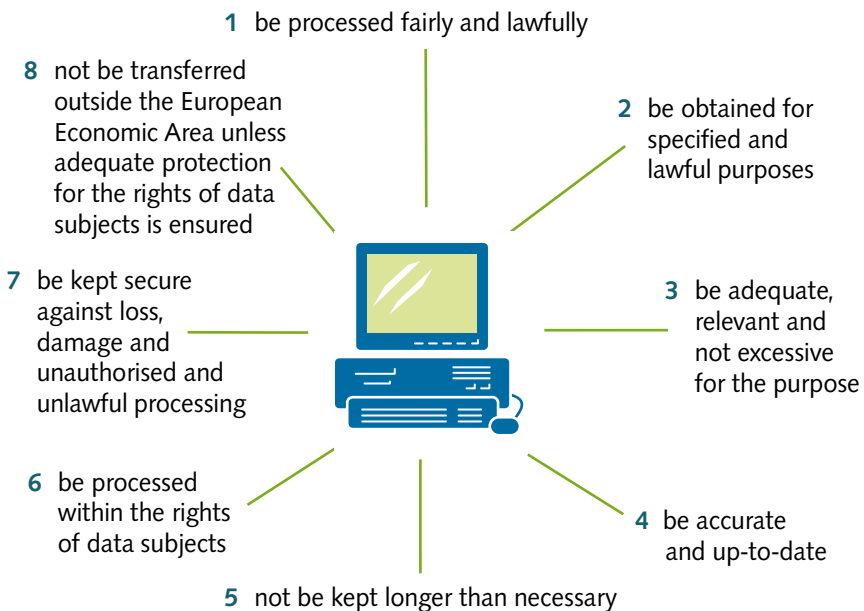 1 be processed fairly and lawfully
2 be obtained for
specified and
lawful purposes
3 be adequate,
relevant and
not excessive
for the purpose
4 be accurate
and up-to-date
5 not be kept longer than necessary
6 be processed
within the rights
of data subjects
7 be kept secure
against loss,
damage and
unauthorised and
unlawful processing
8 not be transferred
outside the European
Economic Area unless
adequate protection
for the rights of data
subjects is ensured